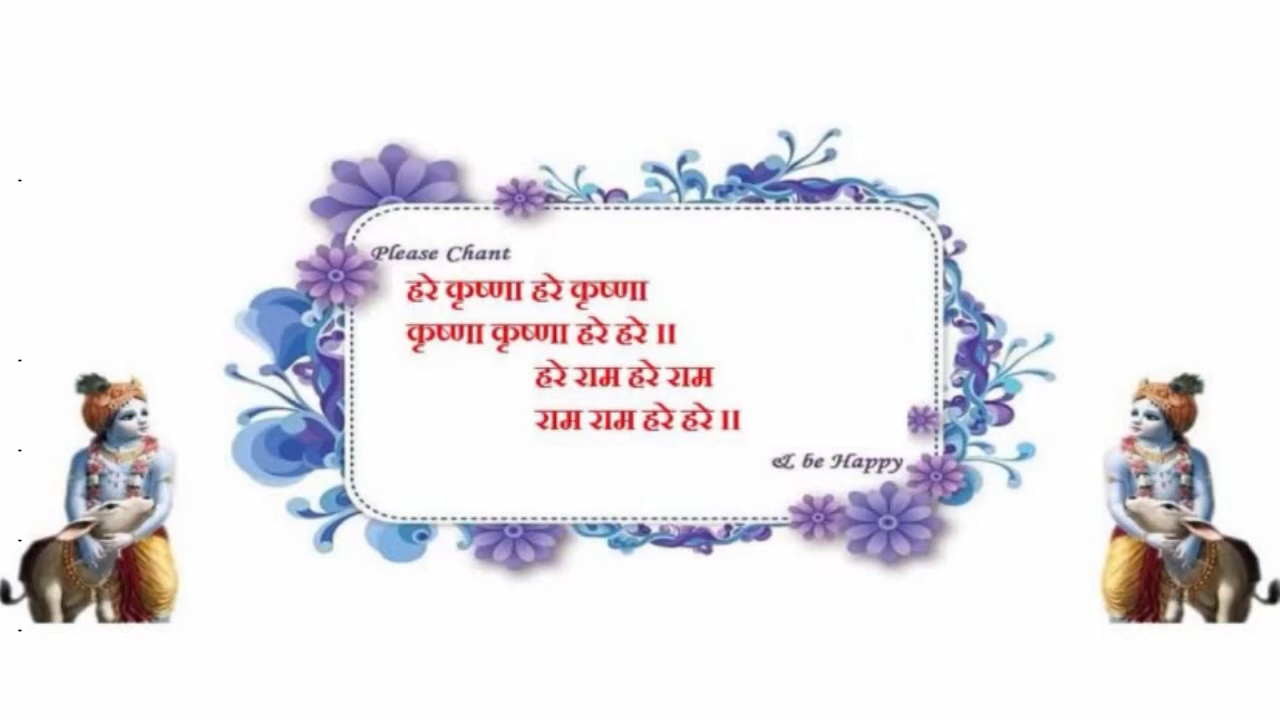 Please Chant
हरे कृष्णा हरे कृष्णा
कृष्णा कृष्णा हरे हरे ।।
हरे राम हरे राम
राम राम हरे हरे ।।
& be Happy